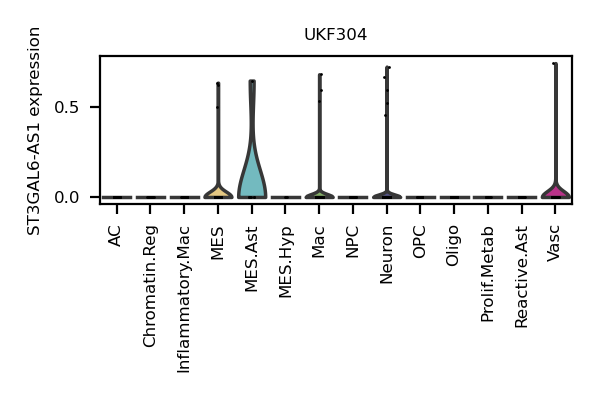 UKF304
ST3GAL6-AS1 expression
0.5
0.0
AC
Chromatin.Reg
Inflammatory.Mac
MES
MES.Ast
MES.Hyp
Mac
NPC
Neuron
OPC
Oligo
Prolif.Metab
Reactive.Ast
Vasc